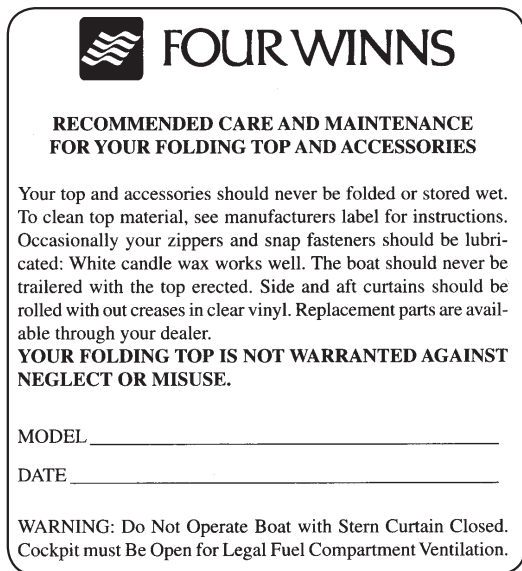 FOUR WINNS
RECOMMENDED CARE AND MAINTENANCE
FOR YOUR FOLDING TOP AND ACCESSORIES
Your top and accessories should never be folded or stored wet.
To clean top material, see manufacturers label for instructions.
Occasionally your zippers and snap fasteners should be lubri-
cated: White candle wax works well. The boat should never be
trailered with the top erected. Side and aft curtains should be
rolled with out creases in clear vinyl. Replacement parts are avail-
able through your dealer.
YOUR FOLDING TOP IS NOT WARRANTED AGAINST
NEGLECT OR MISUSE.
MODEL
DATE
WARNING: Do Not Operate Boat with Stern Curtain Closed.
Cockpit must Be Open for Legal Fuel Compartment Ventilation.